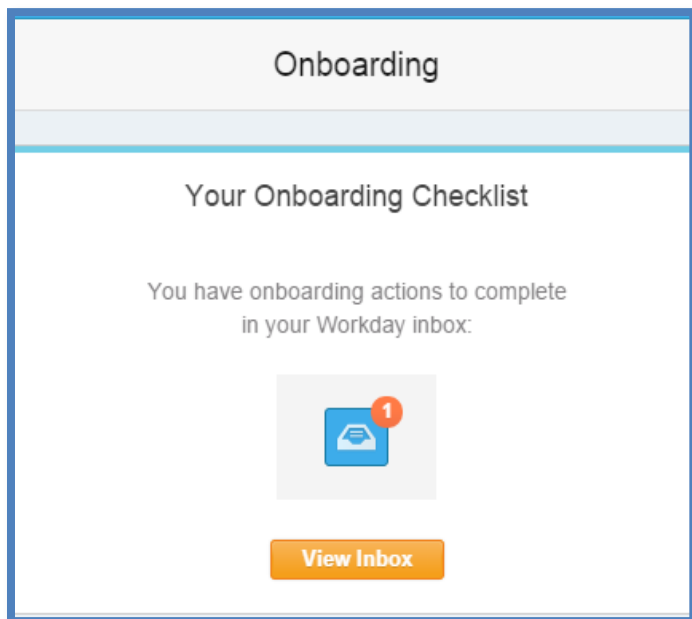 Onboarding
Your Onboarding Checklist
You have onboarding actions to complete
in your Workday inbox:
1
View Inbox